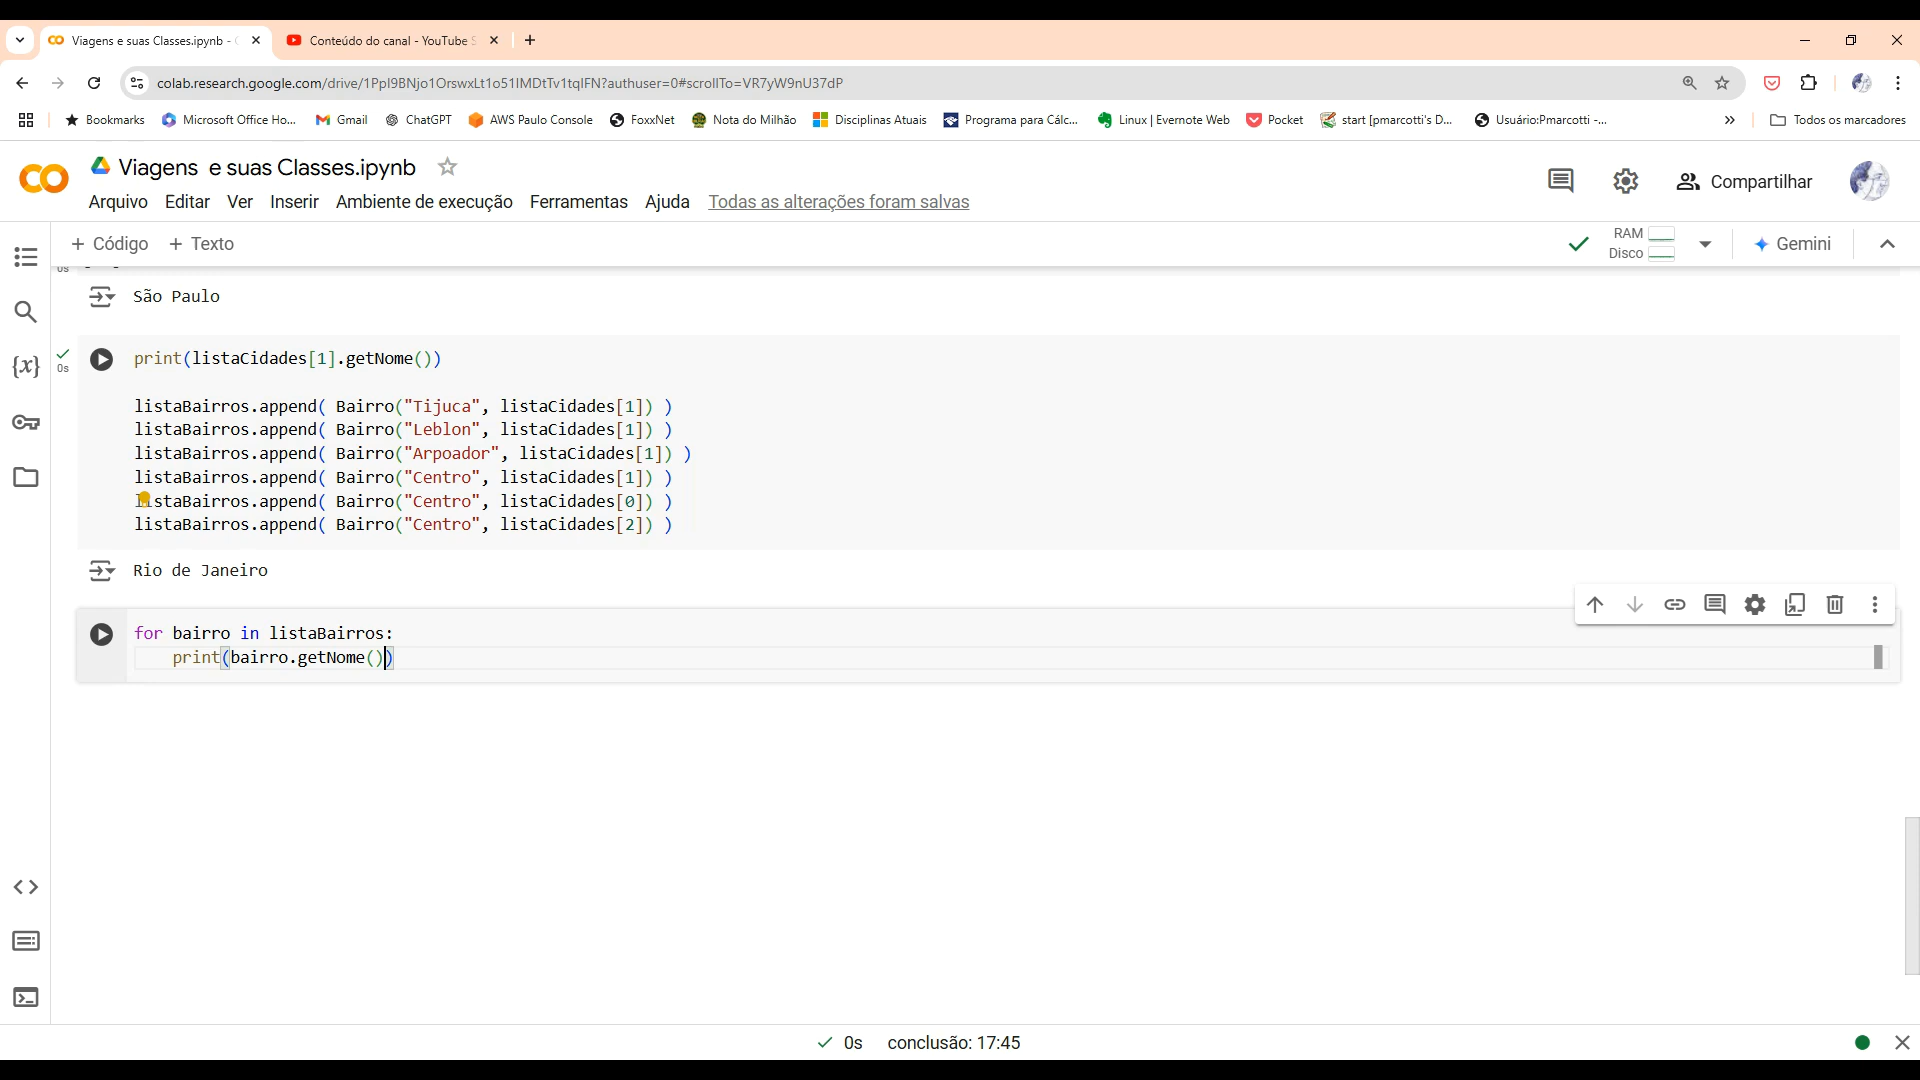 Viagens e suas Classes.ipynb -
Conteúdo do canal - YouTube S
colab.research.google.com/drive/1PpI9BNjo1OrswxLt1o51IMDtTv1tqIFN?authuser=0#scrollTo=VR7yW9nU37dP
Bookmarks
Microsoft Office Ho...
Gmail
ChatGPT
AWS Paulo Console
FoxxNet
Nota do Milhão
Disciplinas Atuais
Programa para Cálc...
Linux | Evernote Web
Pocket
start [pmarcotti's D...
Usuário:Pmarcotti -...
»
Todos os marcadores
Viagens e suas Classes.ipynb
Compartilhar
Arquivo Editar Ver Inserir Ambiente de execução Ferramentas Ajuda Todas as alterações foram salvas
+ Código + Texto
RAM
Disco
Gemini
0s
São Paulo
{x}
0s
print(listaCidades[1].getNome())
listaBairros.append( Bairro("Tijuca", listaCidades[1]) )
listaBairros.append( Bairro("Leblon", listaCidades[1]) )
listaBairros.append( Bairro("Arpoador", listaCidades[1]) )
listaBairros.append( Bairro("Centro", listaCidades[1]) )
listaBairros.append( Bairro("Centro", listaCidades[0]) )
listaBairros.append( Bairro("Centro", listaCidades[2]) )
Rio de Janeiro
for bairro in listaBairros:
    print(bairro.getNome())
0s conclusão: 17:45